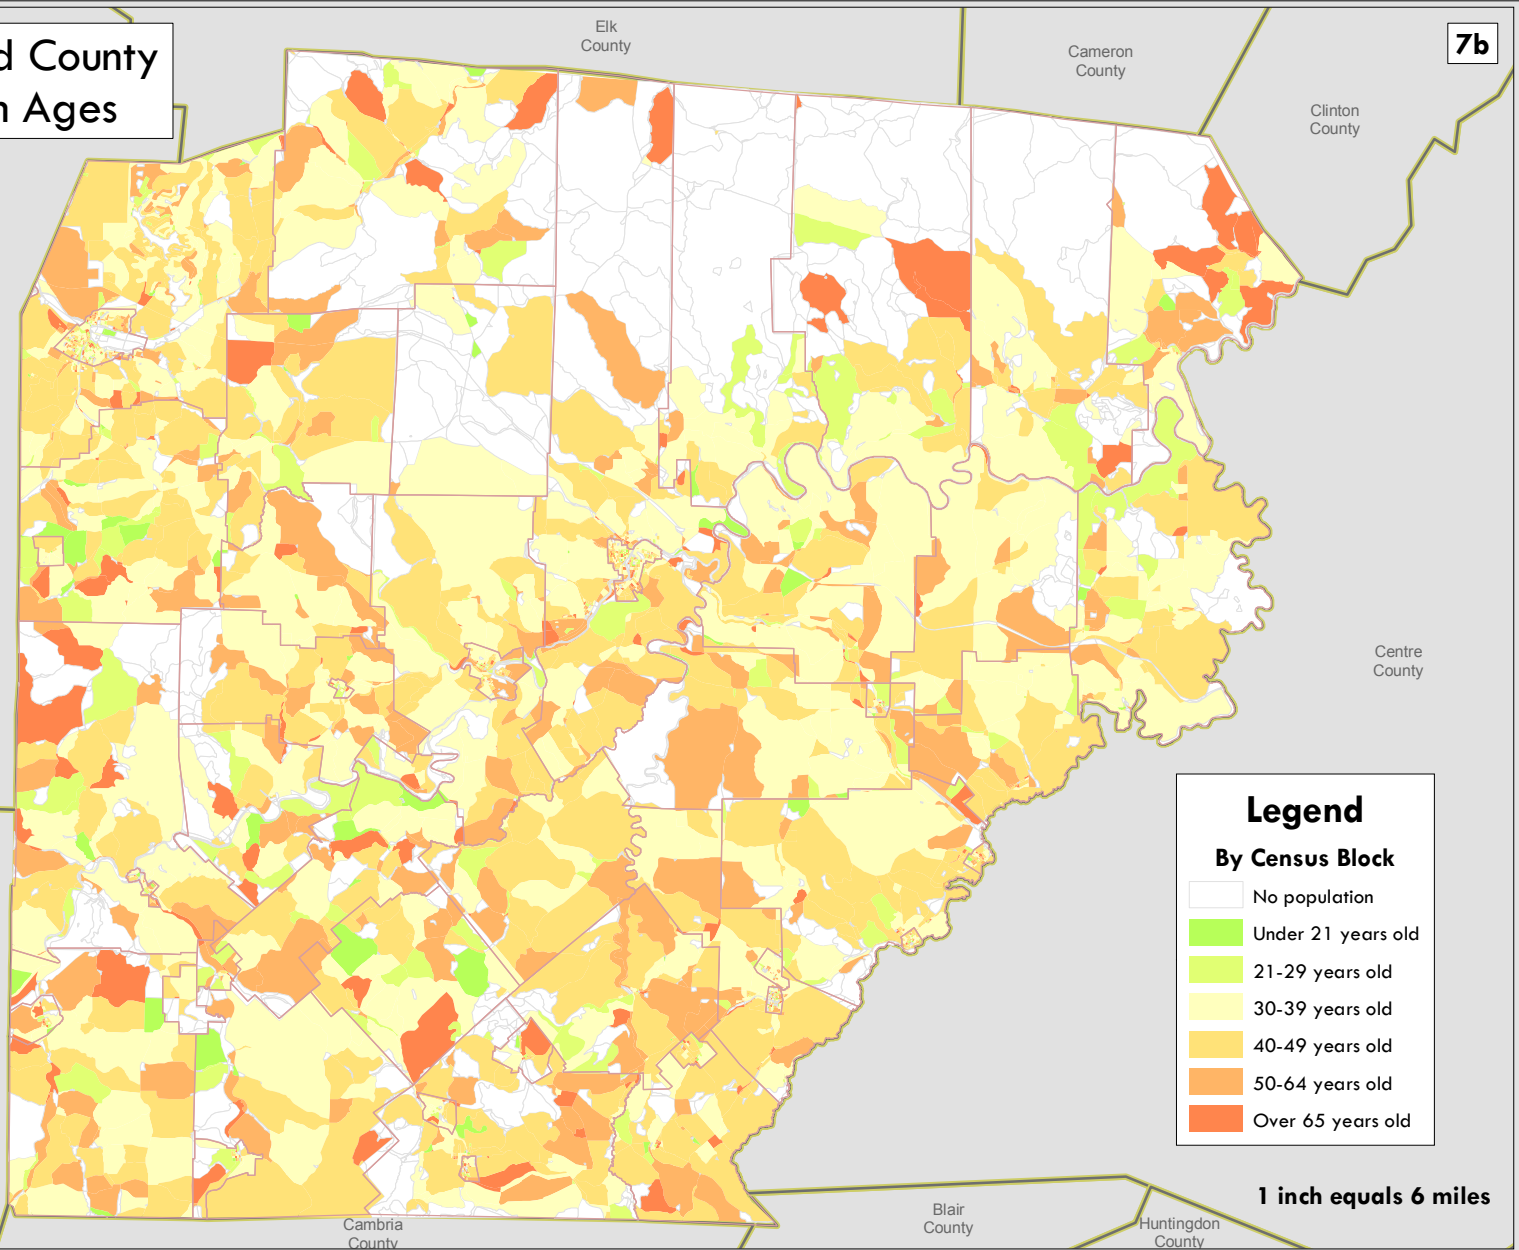 d County
n Ages
Elk
County
Cameron
County
7b
Clinton
County
Centre
County
Legend
By Census Block
No population
Under 21 years old
21-29 years old
30-39 years old
40-49 years old
50-64 years old
Over 65 years old
1 inch equals 6 miles
Cambria
County
Blair
County
Huntingdon
County